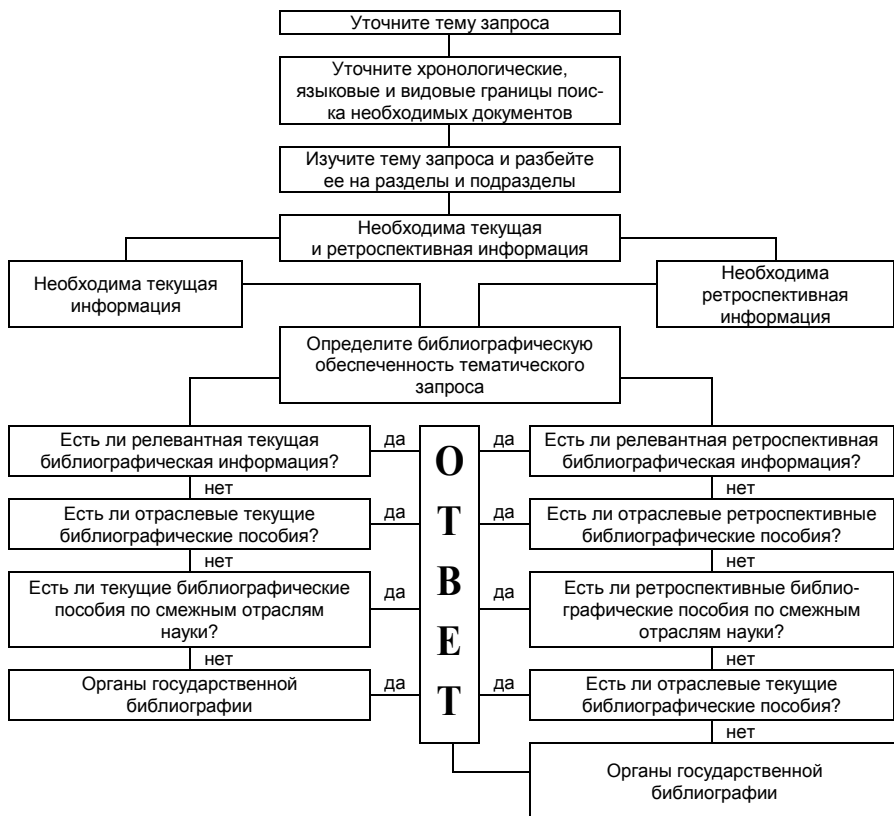 Уточните тему запроса
Уточните хронологические,
языковые и видовые границы поис-
ка необходимых документов
Изучите тему запроса и разбейте
ее на разделы и подразделы
Необходима текущая
и ретроспективная информация
Необходима текущая
информация
Необходима
ретроспективная
информация
Определите библиографическую
обеспеченность тематического
запроса
Есть ли релевантная текущая
библиографическая информация?
да
О
Т
В
Е
Т
да
Есть ли релевантная ретроспективная
библиографическая информация?
нет
нет
Есть ли отраслевые текущие
библиографические пособия?
да
да
Есть ли отраслевые ретроспективные
библиографические пособия?
нет
нет
Есть ли текущие библиографические
пособия по смежным отраслям
науки?
да
да
Есть ли ретроспективные библио-
графические пособия по смежным
отраслям науки?
нет
нет
Органы государственной
библиографии
да
да
Есть ли отраслевые текущие
библиографические пособия?
нет
Органы государственной
библиографии